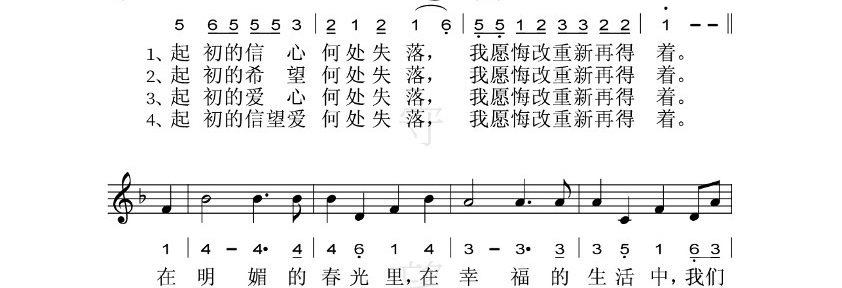 5 6 5 5 5 3 | 2 1 2 1 6 | 5 5 1 2 3 3 2 2 | 1 - - ||
1、起 初的信 心 何处失 落， 我愿悔改重新再得 着。
2、起 初的希 望 何处失 落， 我愿悔改重新再得 着。
3、起 初的爱 心 何处失 落， 我愿悔改重新再得 着。
4、起 初的信望爱 何处失 落， 我愿悔改重新再得 着。
1 | 4 - 4· 4 | 4 6 1 4 | 3 - 3· 3 | 3 5 1 6 3 |
在 明 媚 的 春光里，在 幸 福 的 生活中，我们